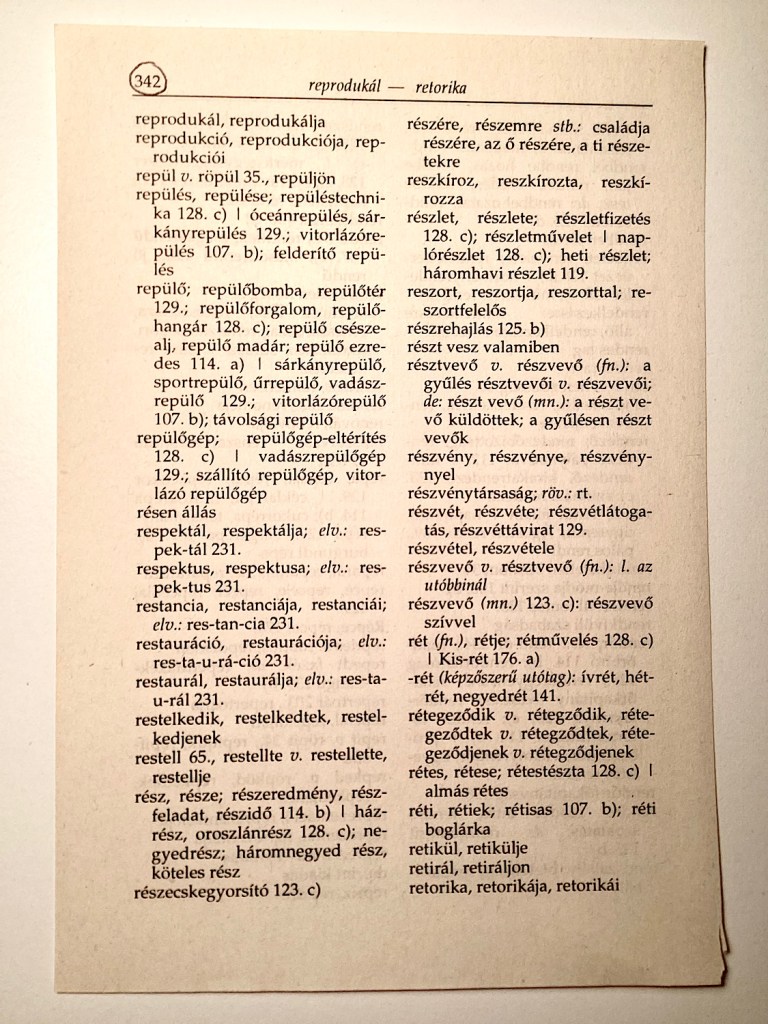 342
reprodukál — retorika
reprodukál, reprodukálja
reprodukció, reprodukciója, rep-
rodukciói
repül v. röpül 35., repüljön
repülés, repülése; repüléstechni-
ka 128. c) | óceánrepülés, sár-
kányrepülés 129.; vitorlázóre-
pülés 107. b); felderítő repü-
lés
repülő; repülőbomba, repülőtér
129.; repülőforgalom, repülő-
hangár 128. c); repülő csésze-
alj, repülő madár; repülő ezre-
des 114. a) | sárkányrepülő,
sportrepülő, űrrepülő, vadász-
repülő 129.; vitorlázórepülő
107. b); távolsági repülő
repülőgép; repülőgép-eltérítés
128. c) | vadászrepülőgép
129.; szállító repülőgép, vitor-
lázó repülőgép
résen állás
respektál, respektálja; elv.: res-
pek-tál 231.
respektus, respektusa; elv.: res-
pek-tus 231.
restancia, restanciája, restanciái;
elv.: res-tan-cia 231.
restauráció, restaurációja; elv.:
res-ta-u-rá-ció 231.
restaurál, restaurálja; elv.: res-ta-
u-rál 231.
restelkedik, restelkedtek, restel-
kedjenek
restell 65., restellte v. restellette,
restellje
rész, része; részeredmény, rész-
feladat, részidő 114. b) | ház-
rész, oroszlánrész 128. c); ne-
gyedrész; háromnegyed rész,
köteles rész
részecskegyorsító 123. c)
részére, részemre stb.: családja
részére, az ő részére, a ti része-
tekre
reszkíroz, reszkírozta, reszkí-
rozza
részlet, részlete; részletfizetés
128. c); részletművelet | nap-
lórészlet 128. c); heti részlet;
háromhavi részlet 119.
reszort, reszortja, reszorttal; re-
szortfelelős
részrehajlás 125. b)
részt vesz valamiben
résztvevő v. részvevő (fn.): a
gyűlés résztvevői v. részvevői;
de: részt vevő (mn.): a részt ve-
vő küldöttek; a gyűlésen részt
vevők
részvény, részvénye, részvény-
nyel
részvénytársaság; röv.: rt.
részvét, részvéte; részvétlátoga-
tás, részvéttávirat 129.
részvétel, részvétele
részvevő v. résztvevő (fn.): l. az
utóbbinál
részvevő (mn.) 123. c): részvevő
szívvel
rét (fn.), rétje; rétművelés 128. c)
| Kis-rét 176. a)
-rét (képzőszerű utótag): ívrét, hét-
rét, negyedrét 141.
rétegeződik v. rétegződik, réte-
geződtek v. rétegződtek, réte-
geződjenek v. rétegződjenek
rétes, rétese; rétestészta 128. c) |
almás rétes
réti, rétiek; rétisas 107. b); réti
boglárka
retikül, retikülje
retirál, retiráljon
retorika, retorikája, retorikái